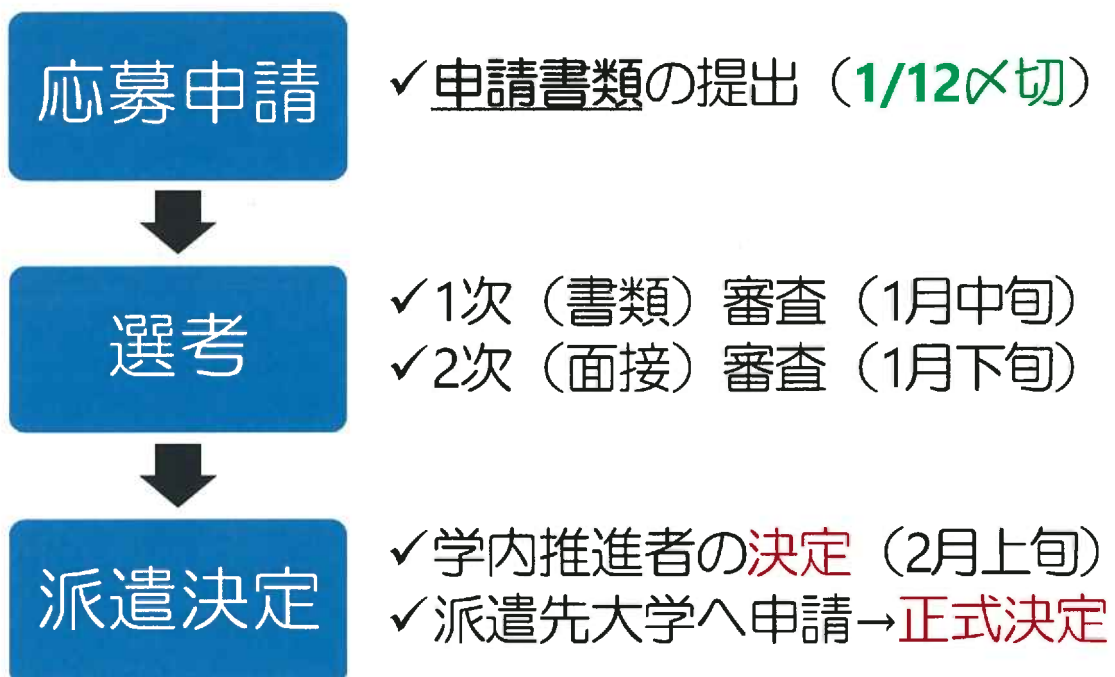 応募申請
✓申請書類の提出（1/12〆切）
選考
✓1次（書類）審査（1月中旬）
✓2次（面接）審査（1月下旬）
派遣決定
✓学内推進者の決定（2月上旬）
✓派遣先大学へ申請→正式決定